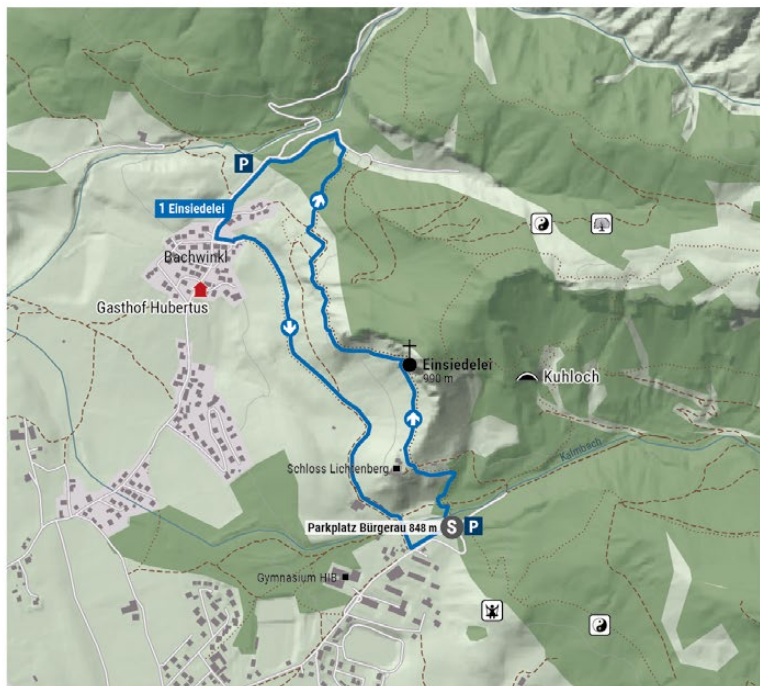 P
1 Einsiedelei
Bachwinkl
Gasthof Hubertus
Einsiedelei
990 m
Kuhloch
Kalmbach
Schloss Lichtenberg
Parkplatz Bürgerau 848 m S P
Gymnasium HIB